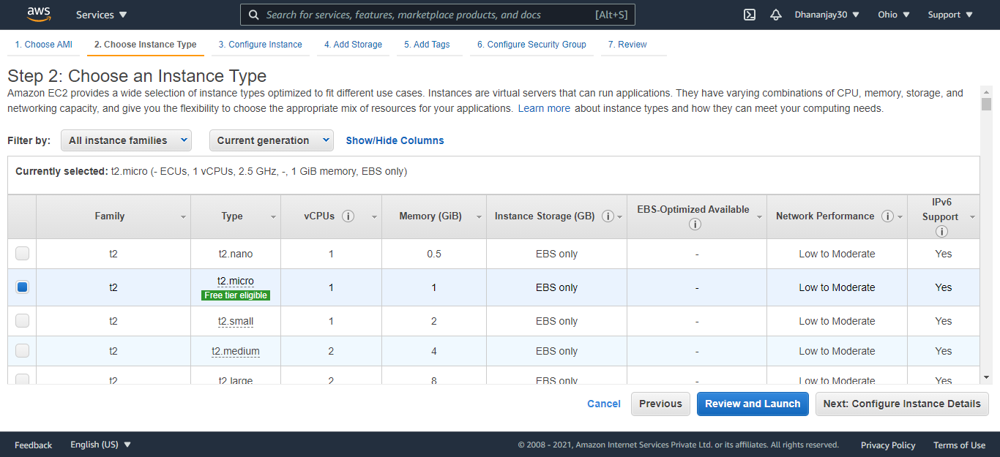 aws Services Search for services, features, marketplace products, and docs [Alt+S] Dhananjay30 Ohio Support
1. Choose AMI 2. Choose Instance Type 3. Configure Instance 4. Add Storage 5. Add Tags 6. Configure Security Group 7. Review
Step 2: Choose an Instance Type
Amazon EC2 provides a wide selection of instance types optimized to fit different use cases. Instances are virtual servers that can run applications. They have varying combinations of CPU, memory, storage, and
networking capacity, and give you the flexibility to choose the appropriate mix of resources for your applications. Learn more about instance types and how they can meet your computing needs.
Filter by: All instance families Current generation Show/Hide Columns
Currently selected: t2.micro (- ECUs, 1 vCPUs, 2.5 GHz, -, 1 GiB memory, EBS only)
Family Type vCPUs i Memory (GiB) Instance Storage (GB) i EBS-Optimized Available i Network Performance i IPv6 Support i
t2 t2.nano 1 0.5 EBS only - Low to Moderate Yes
t2 t2.micro Free tier eligible 1 1 EBS only - Low to Moderate Yes
t2 t2.small 1 2 EBS only - Low to Moderate Yes
t2 t2.medium 2 4 EBS only - Low to Moderate Yes
t2 t2.large 2 8 EBS only - Low to Moderate Yes
Cancel Previous Review and Launch Next: Configure Instance Details
Feedback English (US) © 2008 - 2021, Amazon Internet Services Private Ltd. or its affiliates. All rights reserved. Privacy Policy Terms of Use